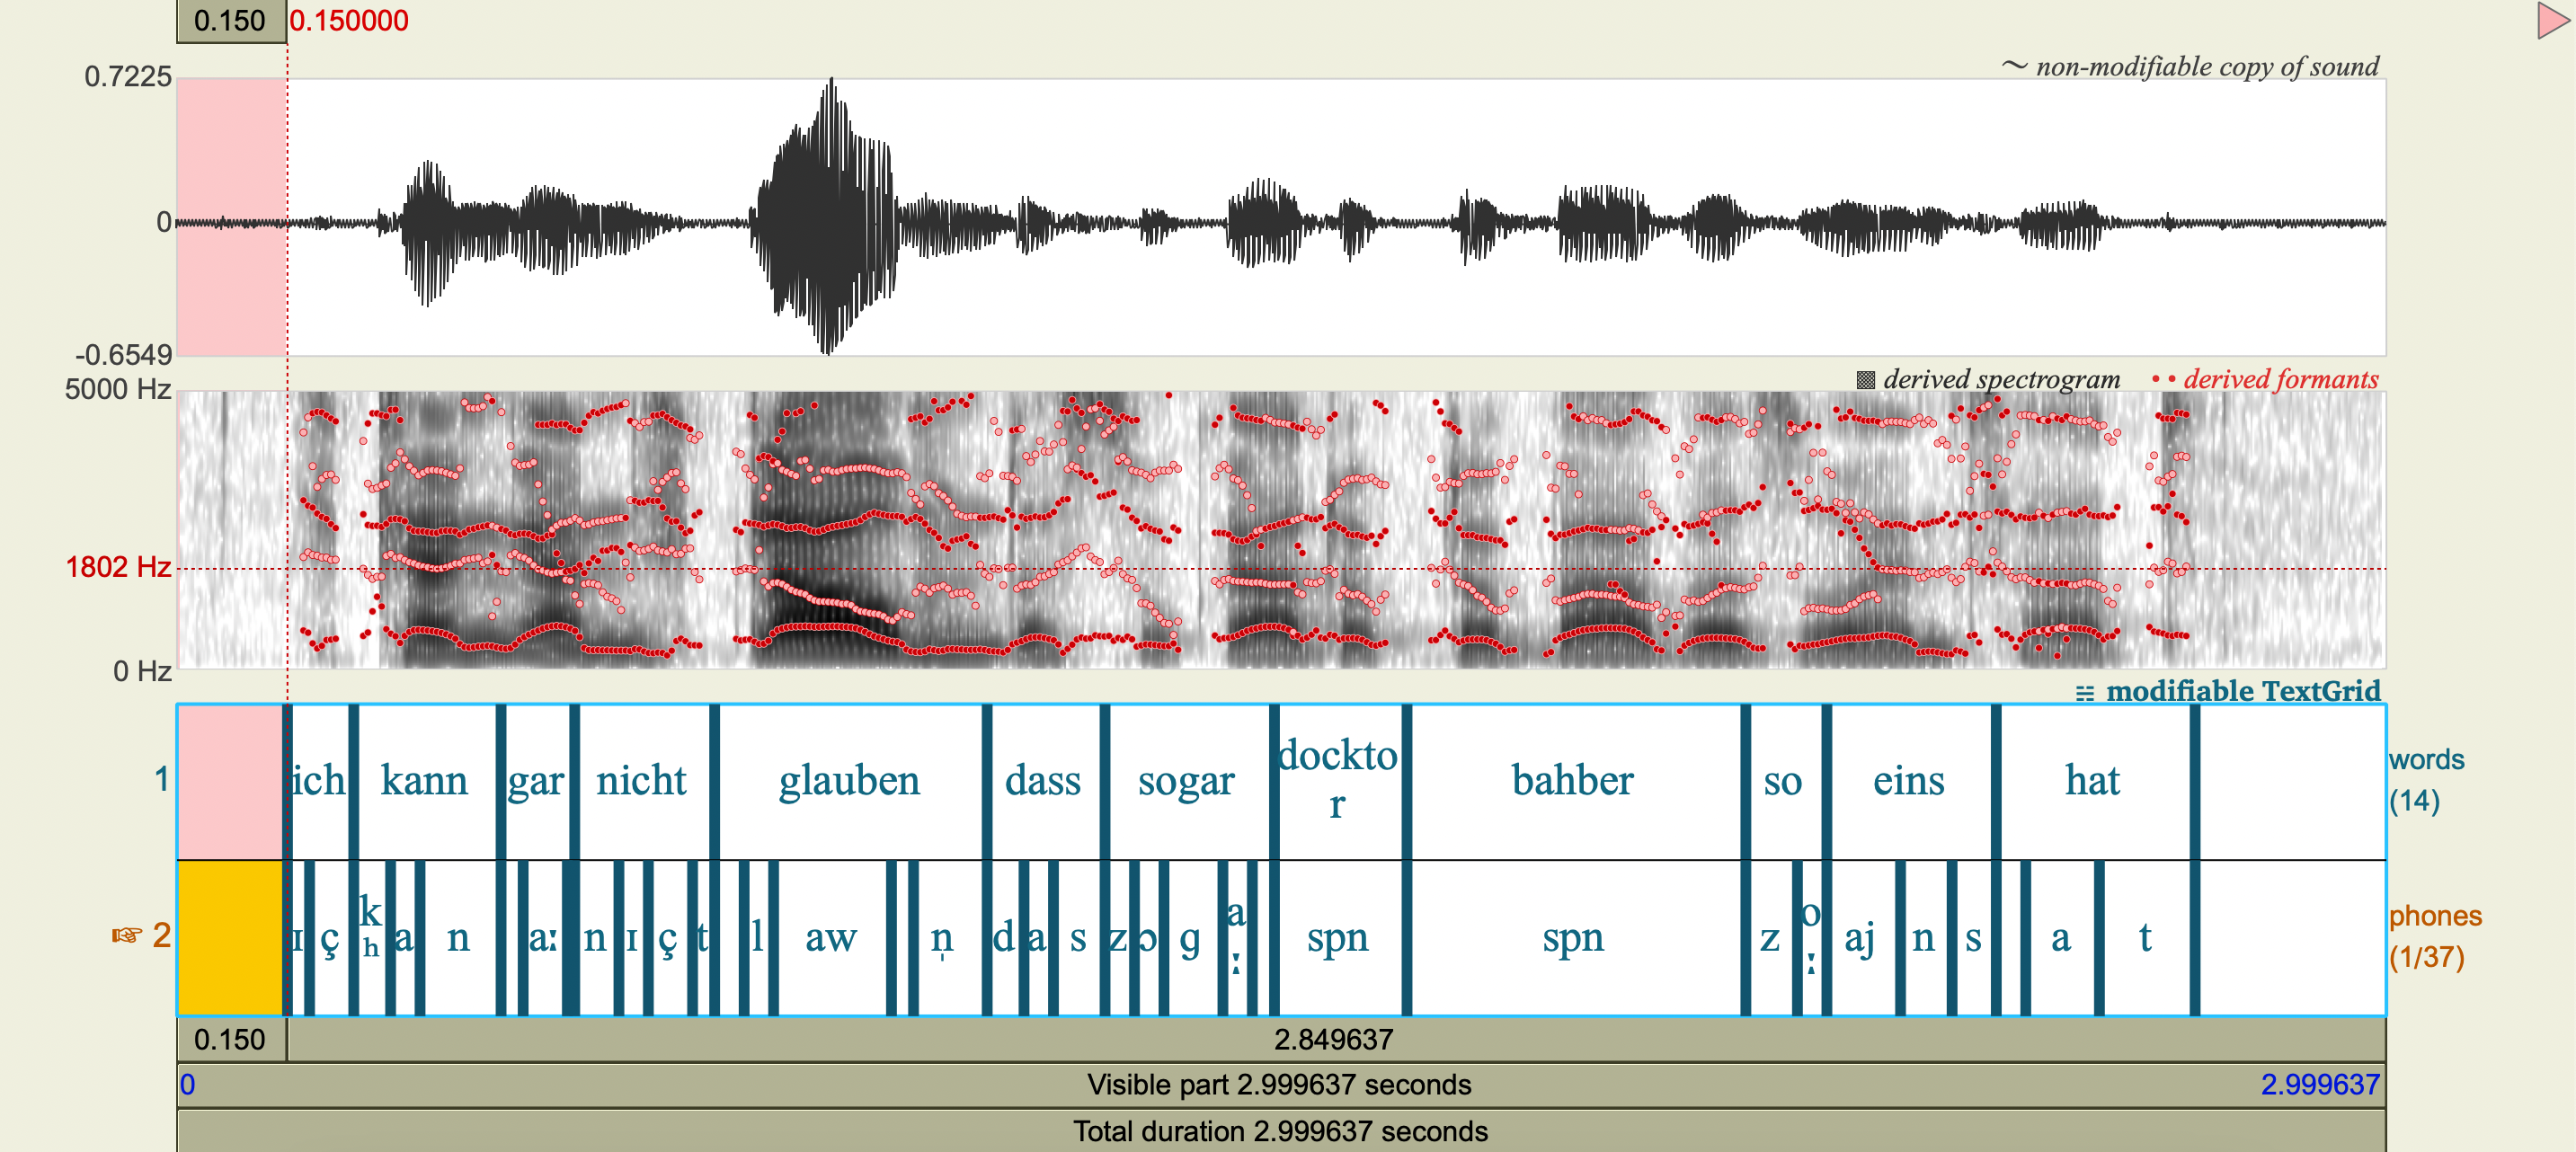 0.150 0.150000
0.7225
~ non-modifiable copy of sound
0
-0.6549
5000 Hz
derived spectrogram derived formants
1802 Hz
0 Hz
modifiable TextGrid
1 ich kann gar nicht glauben dass sogar dockto
r bahber so eins hat words
(14)
☞ 2 ɪ ç kh a n aː n ɪ ç t l aw n̩ d a s z ɔ g aː spn spn z oː aj n s a t phones
(1/37)
0.150 2.849637
0 Visible part 2.999637 seconds 2.999637
Total duration 2.999637 seconds